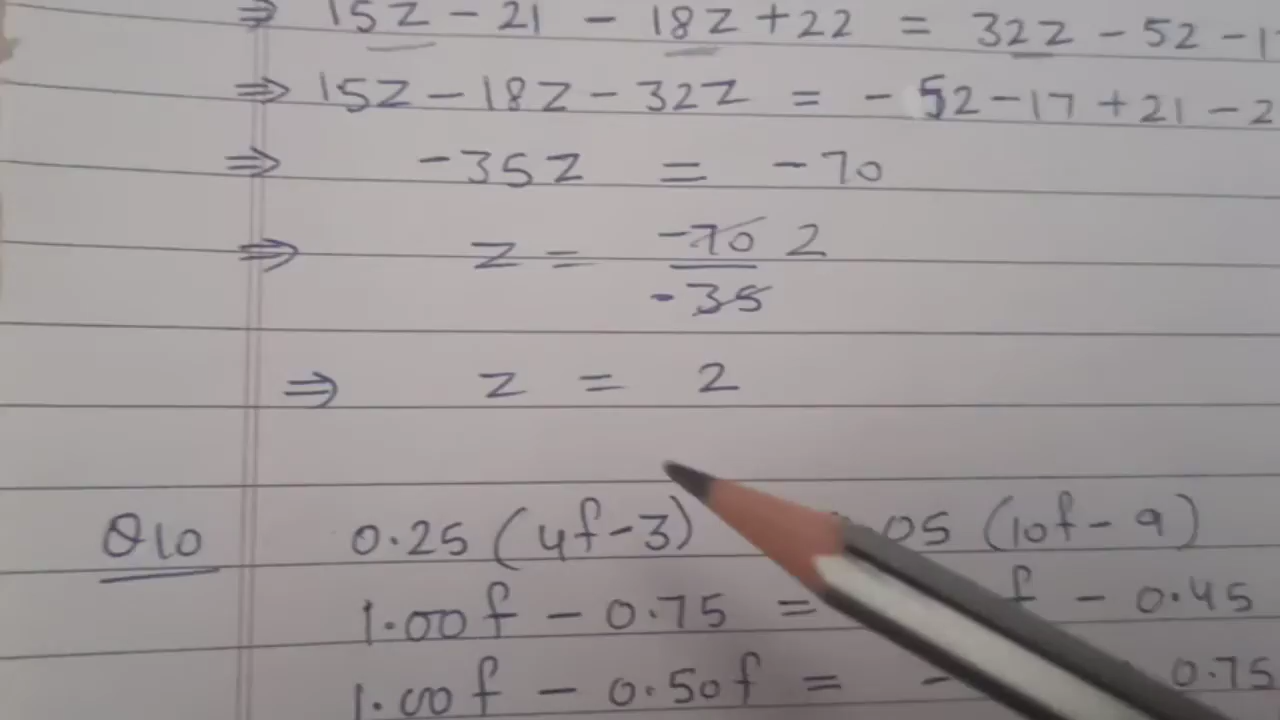 ⇒ 15z - 21 - 18z + 22 = 32z - 52 - 1
⇒ 15z - 18z - 32z = - 52 - 17 + 21 - 2
⇒ -35z = -70
⇒ z = -70 2
-35
⇒ z = 2
Q10 0.25 (4f - 3) .05 (10f - 9)
1.00f - 0.75 = f - 0.45
1.00f - 0.50f = - 0.75